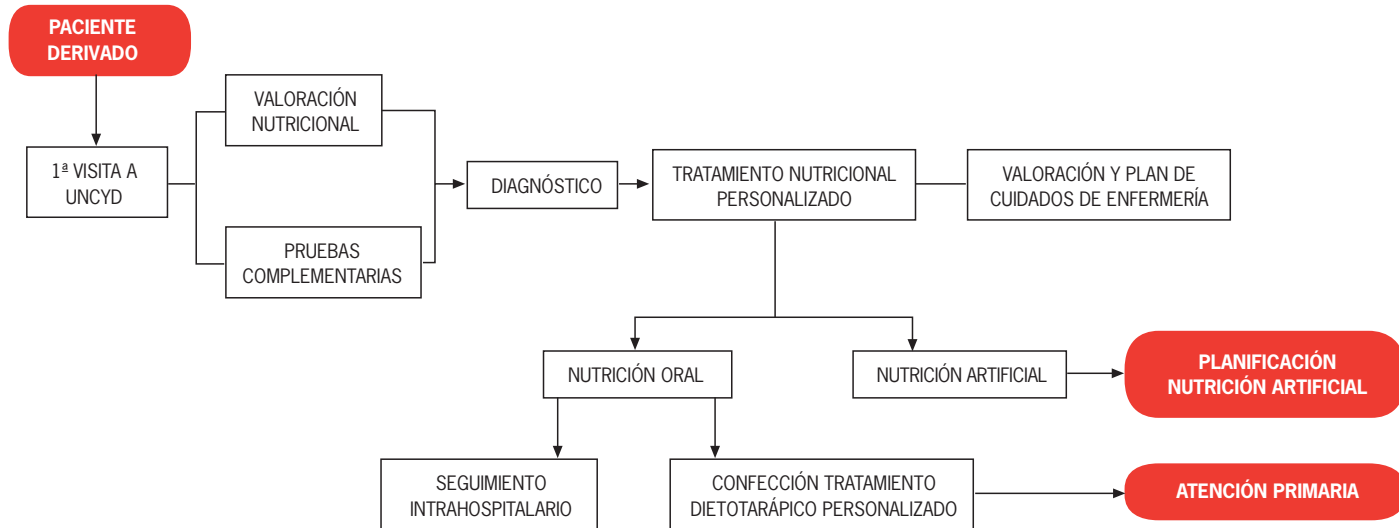 PACIENTE
DERIVADO
VALORACIÓN
NUTRICIONAL
1ª VISITA A
UNCYD
DIAGNÓSTICO
TRATAMIENTO NUTRICIONAL
PERSONALIZADO
VALORACIÓN Y PLAN DE
CUIDADOS DE ENFERMERÍA
PRUEBAS
COMPLEMENTARIAS
NUTRICIÓN ORAL
NUTRICIÓN ARTIFICIAL
PLANIFICACIÓN
NUTRICIÓN ARTIFICIAL
SEGUIMIENTO
INTRAHOSPITALARIO
CONFECCIÓN TRATAMIENTO
DIETOTARÁPICO PERSONALIZADO
ATENCIÓN PRIMARIA